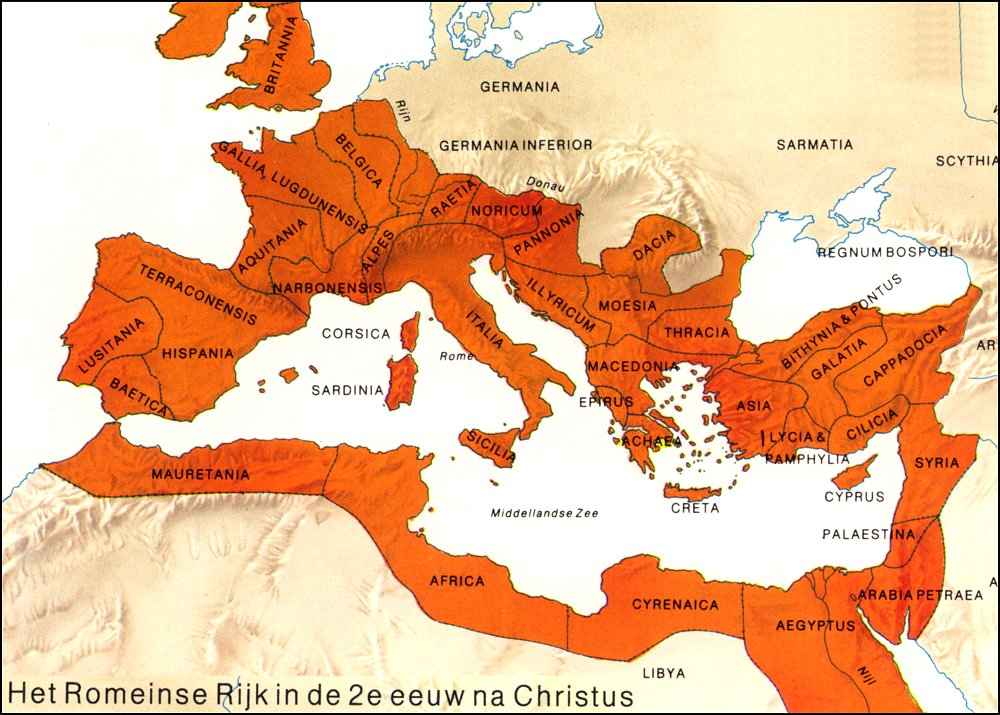 BRITANNIA
GERMANIA
Rijn
BELGICA
GERMANIA INFERIOR
SARMATIA
SCYTHIA
GALLIA LUGDUNENSIS
RAETIA
Donau
NORICUM
PANNONIA
AQUITANIA
ALPES
DACIA
REGNUM BOSPORI
TERRACONENSIS
NARBONENSIS
ILLYRICUM
MOESIA
BITHYNIA & PONTUS
LUSITANIA
HISPANIA
CORSICA
ITALIA
Rome
THRACIA
GALATIA
CAPPADOCIA
AR
BAETICA
SARDINIA
MACEDONIA
EPIRUS
ASIA
SICILIA
ACHAEA
LYCIA &
PAMPHYLIA
CILICIA
MAURETANIA
SYRIA
CYPRUS
CRETA
Middellandse Zee
PALAESTINA
AFRICA
CYRENAICA
ARABIA PETRAEA
A
AEGYPTUS
LIBYA
Nijl
Het Romeinse Rijk in de 2e eeuw na Christus